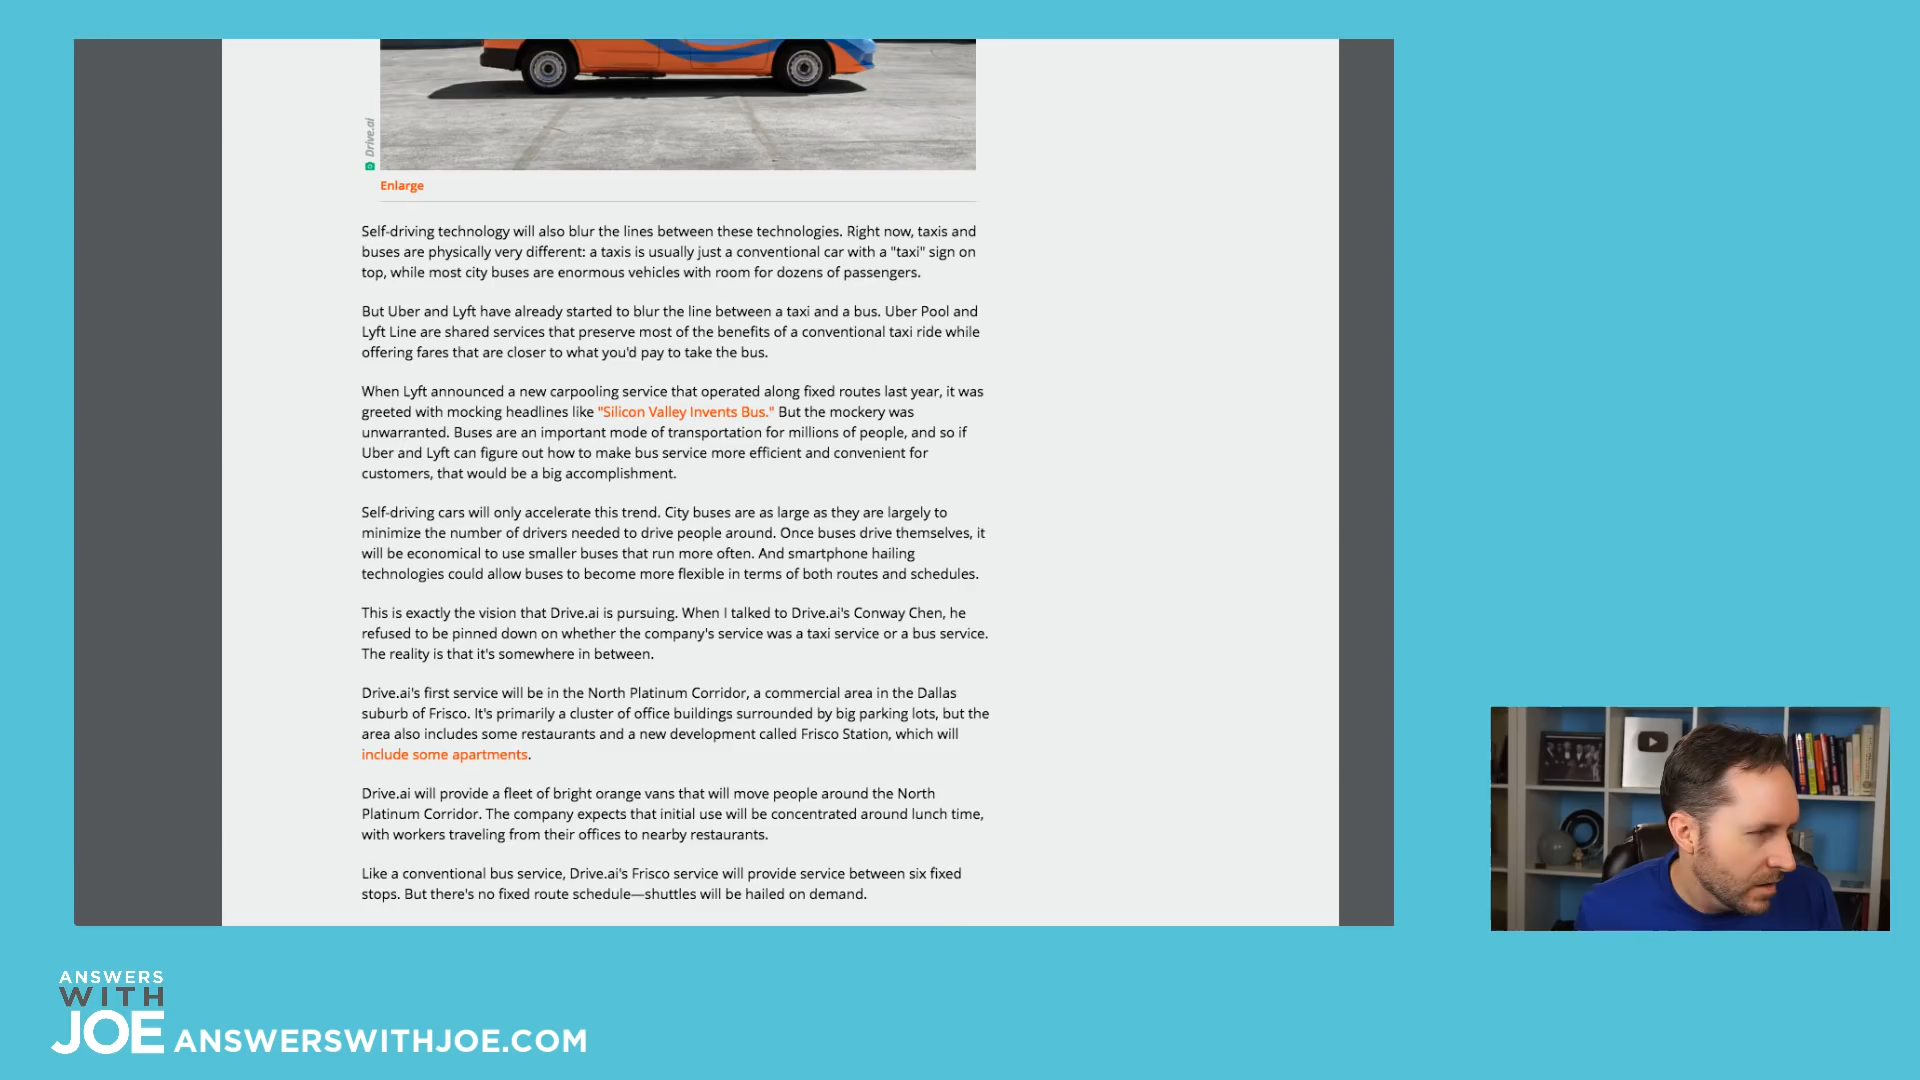 Drive.ai
Enlarge
Self-driving technology will also blur the lines between these technologies. Right now, taxis and
buses are physically very different: a taxis is usually just a conventional car with a "taxi" sign on
top, while most city buses are enormous vehicles with room for dozens of passengers.
But Uber and Lyft have already started to blur the line between a taxi and a bus. Uber Pool and
Lyft Line are shared services that preserve most of the benefits of a conventional taxi ride while
offering fares that are closer to what you'd pay to take the bus.
When Lyft announced a new carpooling service that operated along fixed routes last year, it was
greeted with mocking headlines like "Silicon Valley Invents Bus." But the mockery was
unwarranted. Buses are an important mode of transportation for millions of people, and so if
Uber and Lyft can figure out how to make bus service more efficient and convenient for
customers, that would be a big accomplishment.
Self-driving cars will only accelerate this trend. City buses are as large as they are largely to
minimize the number of drivers needed to drive people around. Once buses drive themselves, it
will be economical to use smaller buses that run more often. And smartphone hailing
technologies could allow buses to become more flexible in terms of both routes and schedules.
This is exactly the vision that Drive.ai is pursuing. When I talked to Drive.ai's Conway Chen, he
refused to be pinned down on whether the company's service was a taxi service or a bus service.
The reality is that it's somewhere in between.
Drive.ai's first service will be in the North Platinum Corridor, a commercial area in the Dallas
suburb of Frisco. It's primarily a cluster of office buildings surrounded by big parking lots, but the
area also includes some restaurants and a new development called Frisco Station, which will
include some apartments.
Drive.ai will provide a fleet of bright orange vans that will move people around the North
Platinum Corridor. The company expects that initial use will be concentrated around lunch time,
with workers traveling from their offices to nearby restaurants.
Like a conventional bus service, Drive.ai's Frisco service will provide service between six fixed
stops. But there's no fixed route schedule—shuttles will be hailed on demand.
ANSWERS
WITH
JOE ANSWERSWITHJOE.COM